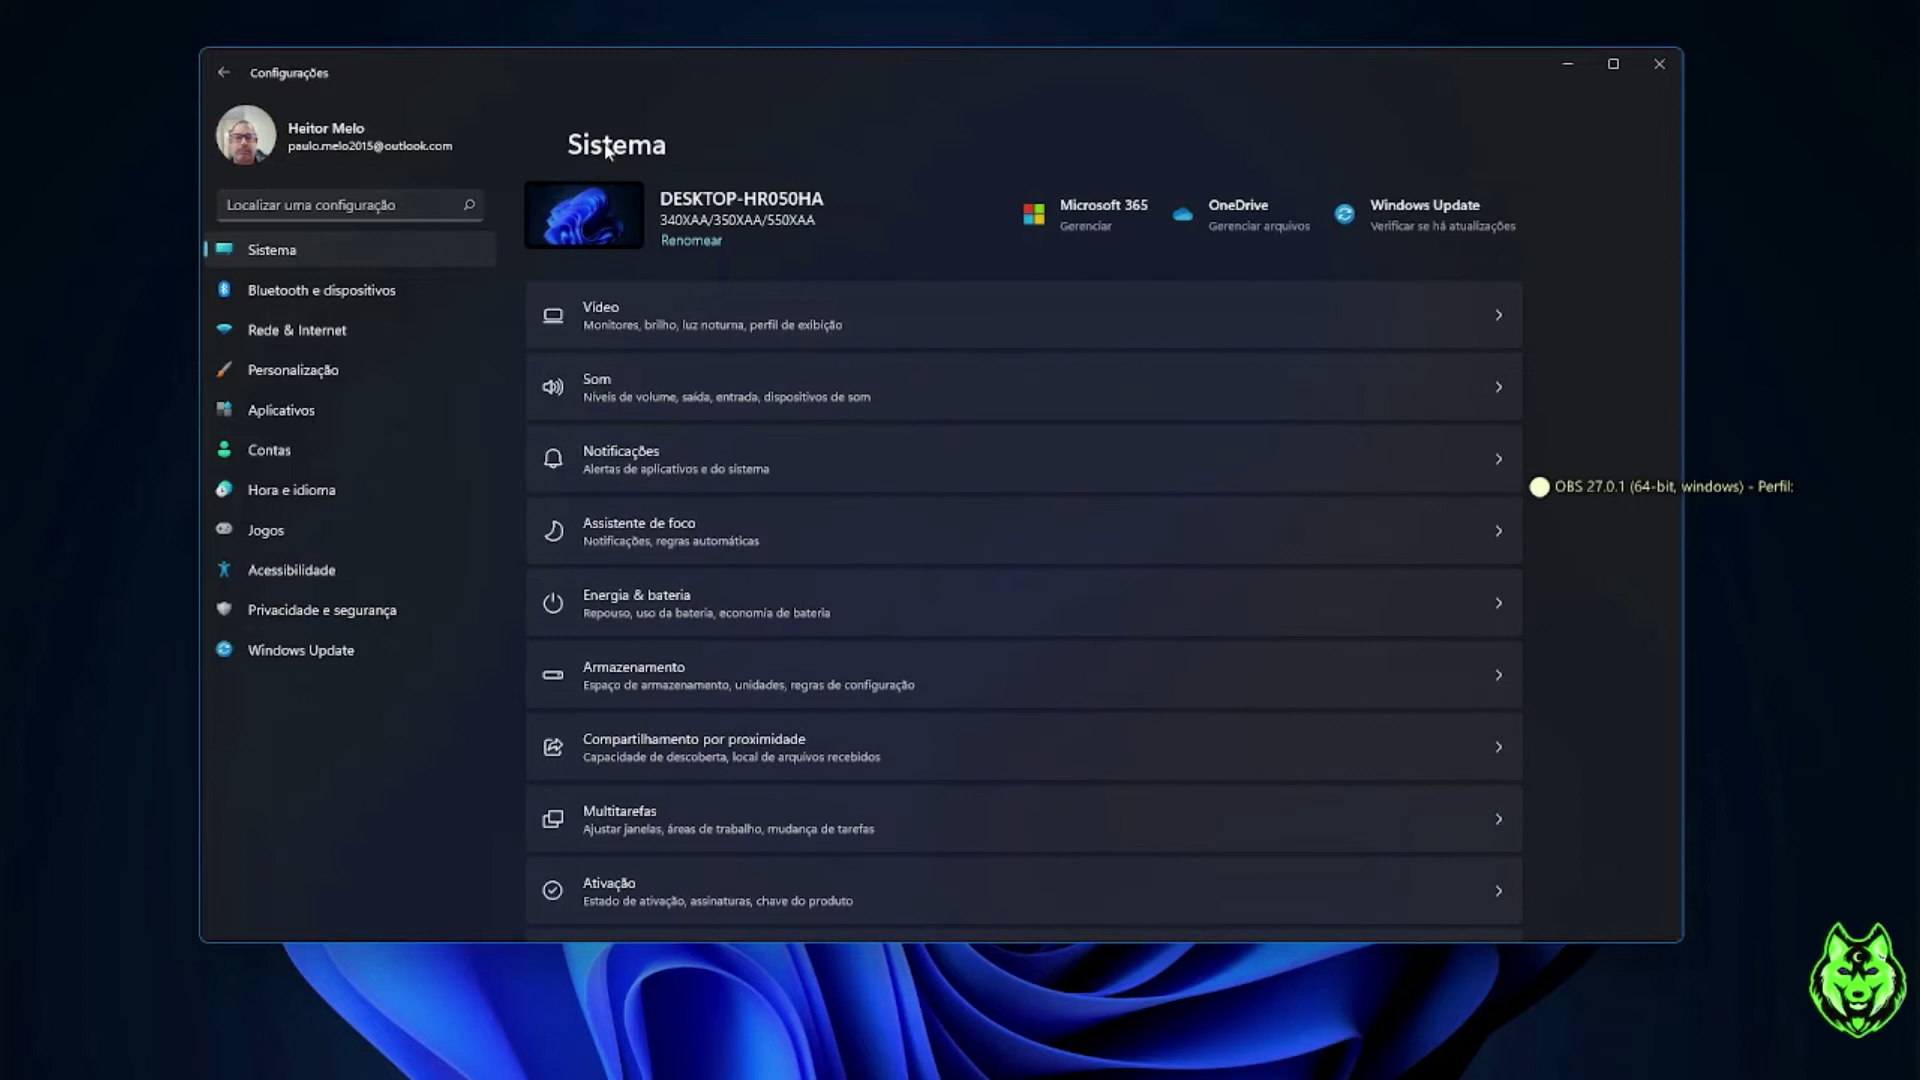 Configurações
Heitor Melo
paulo.melo2015@outlook.com
Localizar uma configuração
Sistema
Bluetooth e dispositivos
Rede & Internet
Personalização
Aplicativos
Contas
Hora e idioma
Jogos
Acessibilidade
Privacidade e segurança
Windows Update
Sistema
DESKTOP-HR050HA
340XAA/350XAA/550XAA
Renomear
Microsoft 365
Gerenciar
OneDrive
Gerenciar arquivos
Windows Update
Verificar se há atualizações
Vídeo
Monitores, brilho, luz noturna, perfil de exibição
Som
Níveis de volume, saída, entrada, dispositivos de som
Notificações
Alertas de aplicativos e do sistema
Assistente de foco
Notificações, regras automáticas
Energia & bateria
Repouso, uso da bateria, economia de bateria
Armazenamento
Espaço de armazenamento, unidades, regras de configuração
Compartilhamento por proximidade
Capacidade de descoberta, local de arquivos recebidos
Multitarefas
Ajustar janelas, áreas de trabalho, mudança de tarefas
Ativação
Estado de ativação, assinaturas, chave do produto
OBS 27.0.1 (64-bit, windows) - Perfil: